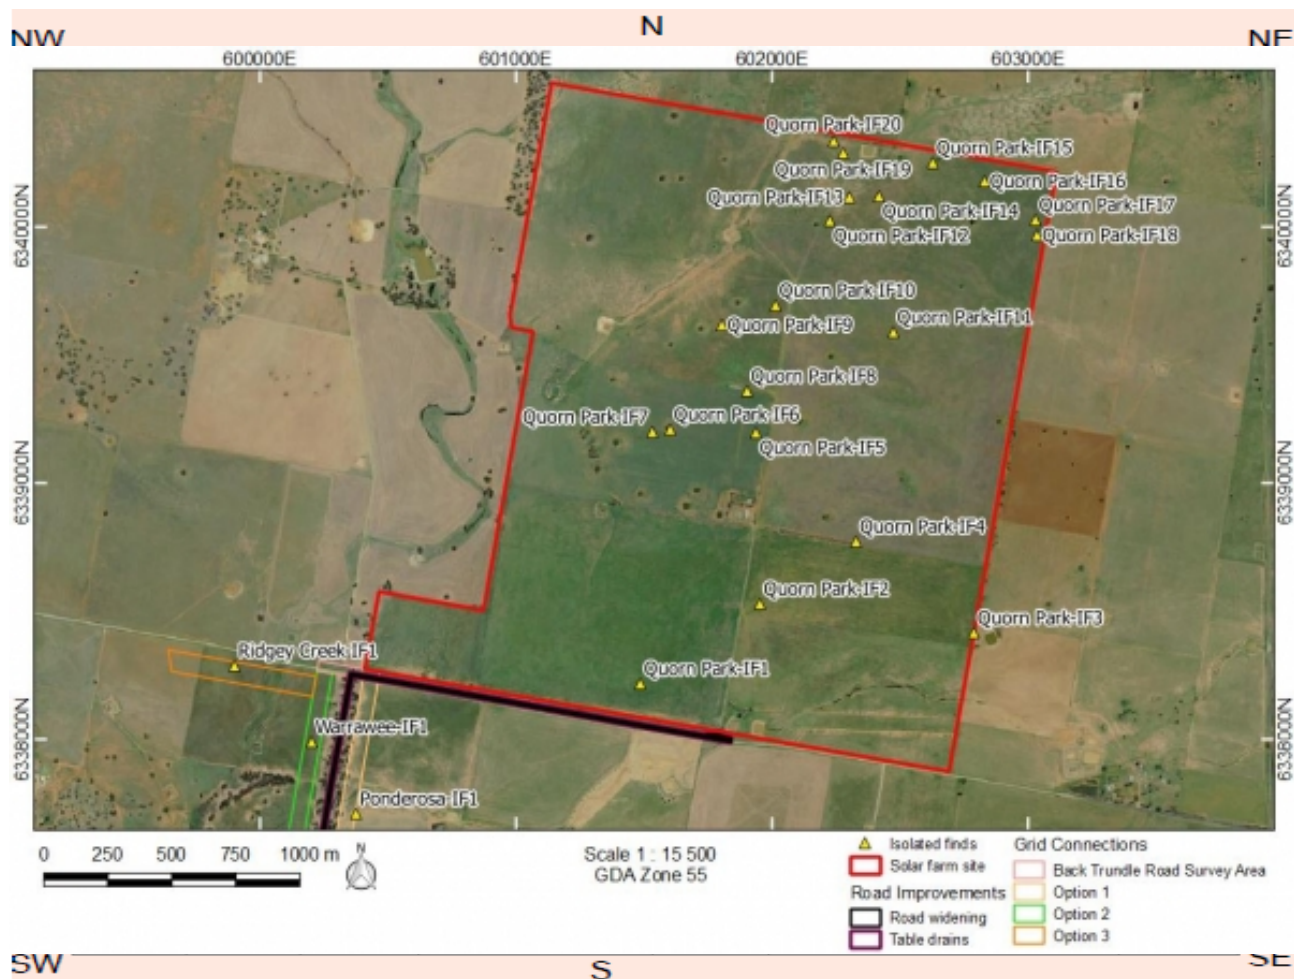 N
NW NE
600000E 601000E 602000E 603000E
Quorn Park-IF20
Quorn Park-IF15
Quorn Park-IF19
Quorn Park-IF16
Quorn Park-IF13
Quorn Park-IF14
Quorn Park-IF17
Quorn Park-IF12
Quorn Park-IF18
6340000N 6340000N
Quorn Park-IF10
Quorn Park-IF9
Quorn Park-IF11
Quorn Park-IF8
Quorn Park-IF7
Quorn Park-IF6
Quorn Park-IF5
6339000N 6339000N
Quorn Park-IF4
Quorn Park-IF2
Quorn Park-IF3
Ridgey Creek-IF1
Quorn Park-IF1
Warrawee-IF1
6338000N 6338000N
Ponderosa-IF1
0 250 500 750 1000 m
N
Scale 1 : 15 500
GDA Zone 55
Isolated finds
Solar farm site
Road Improvements
Road widening
Table drains
Grid Connections
Back Trundle Road Survey Area
Option 1
Option 2
Option 3
SW S SE